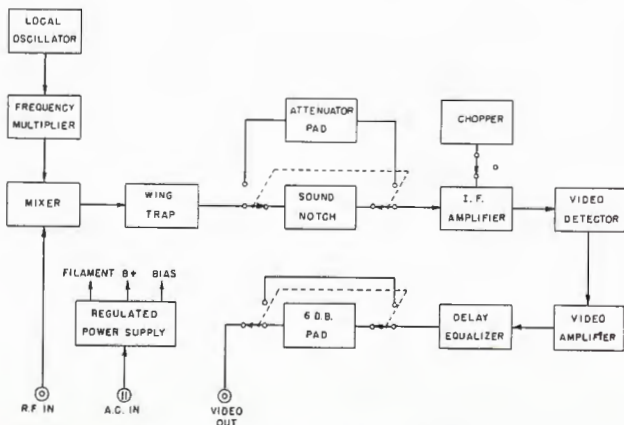 LOCAL
OSCILLATOR
FREQUENCY
MULTIPLIER
ATTENUATOR
PAD
CHOPPER
MIXER
WING
TRAP
SOUND
NOTCH
I.F.
AMPLIFIER
VIDEO
DETECTOR
FILAMENT B+ BIAS
REGULATED
POWER SUPPLY
6 D.B.
PAD
DELAY
EQUALIZER
VIDEO
AMPLIFIER
R.F. IN
A.C. IN
VIDEO
OUT